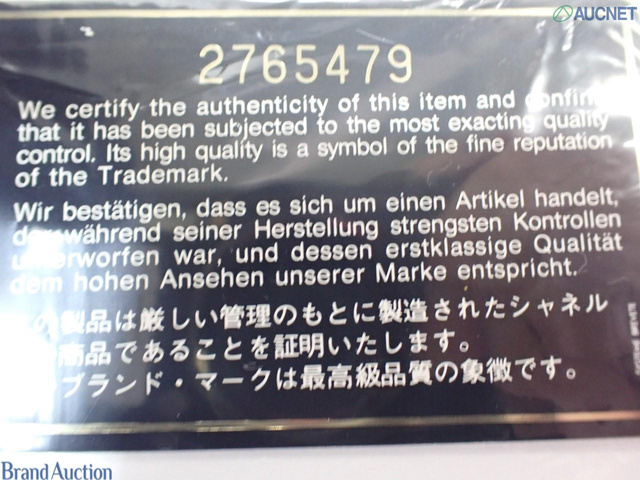 AUCNET
2765479
We certify the authenticity of this item and confirm
that it has been subjected to the most exacting quality
control. Its high quality is a symbol of the fine reputation
of the Trademark.
Wir bestätigen, dass es sich um einen Artikel handelt,
der während seiner Herstellung strengsten Kontrollen
unterworfen war, und dessen erstklassige Qualität
dem hohen Ansehen unserer Marke entspricht.
の製品は厳しい管理のもとに製造されたシャネル
商品であることを証明いたします。
ブランド・マークは最高級品質の象徴です。
Brand Auction